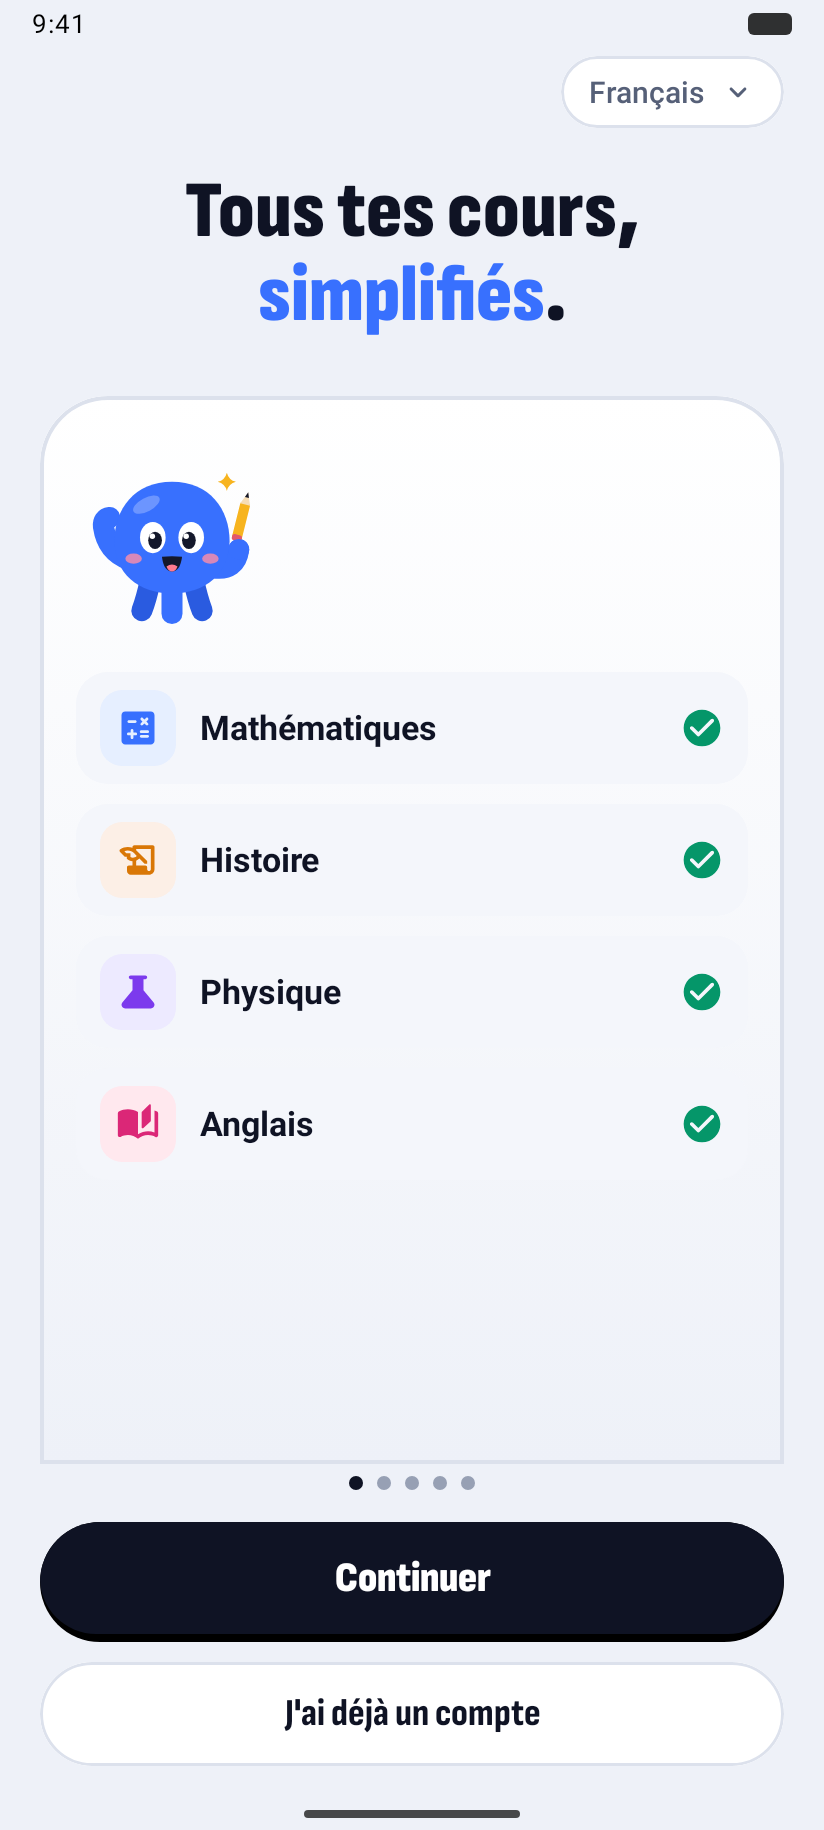 9:41
Français
Tous tes cours,
simplifiés.
Mathématiques
Histoire
Physique
Anglais
Continuer
J'ai déjà un compte